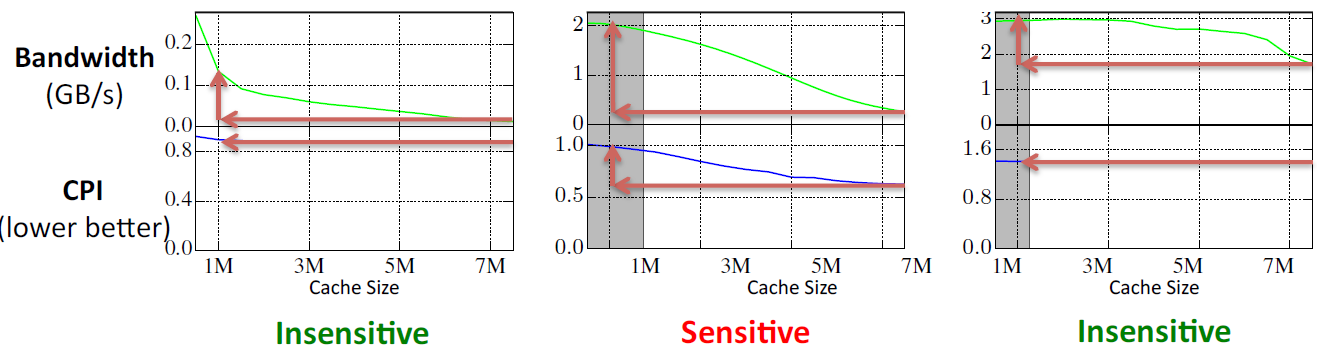 Bandwidth
(GB/s)
CPI
(lower better)
0.2
0.1
0.0
0.8
0.4
0.0
1M 3M 5M 7M
Cache Size
Insensitive
2
1
0
1.0
0.5
0.0
1M 3M 5M 7M
Cache Size
Sensitive
3
2
1
0
1.6
0.8
0.0
1M 3M 5M 7M
Cache Size
Insensitive